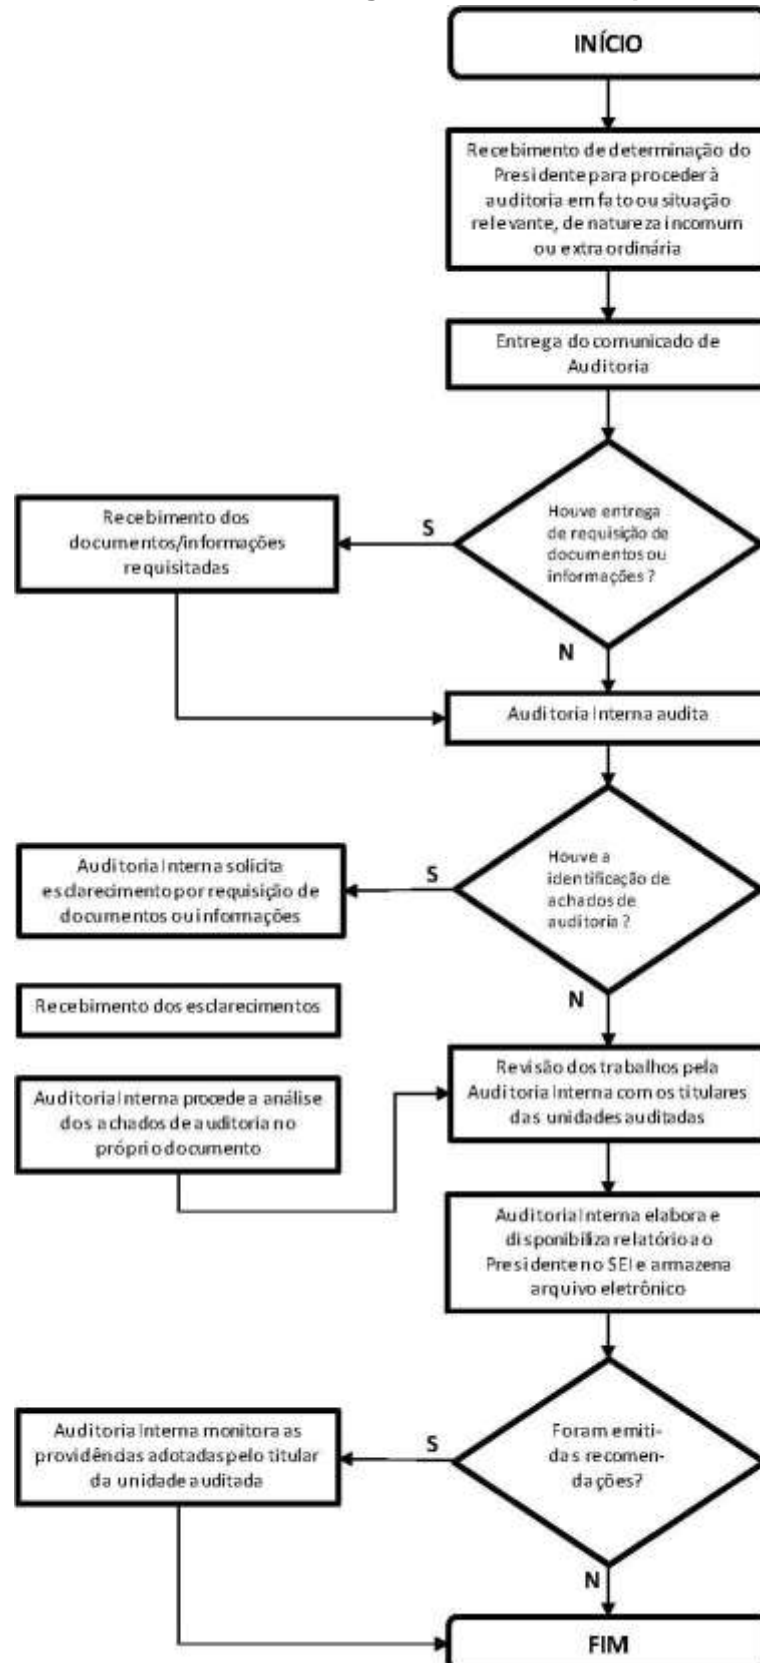 INÍCIO
Recebimento de determinação do
Presidente para proceder à
auditoria em fato ou situação
relevante, de natureza incomum
ou extraordinária
Entrega do comunicado de
Auditoria
Houve entrega
de requisição de
documentos ou
informações ?
S
Recebimento dos
documentos/informações
requisitadas
N
Auditoria Interna audita
Houve a
identificação de
achados de
auditoria ?
S
Auditoria Interna solicita
esclarecimento por requisição de
documentos ou informações
Recebimento dos esclarecimentos
Auditoria Interna procede a análise
dos achados de auditoria no
próprio documento
N
Revisão dos trabalhos pela
Auditoria Interna com os titulares
das unidades auditadas
Auditoria Interna elabora e
disponibiliza relatório ao
Presidente no SEI e armazena
arquivo eletrônico
Foram emiti-
das recomen-
dações?
S
Auditoria Interna monitora as
providências adotadas pelo titular
da unidade auditada
N
FIM